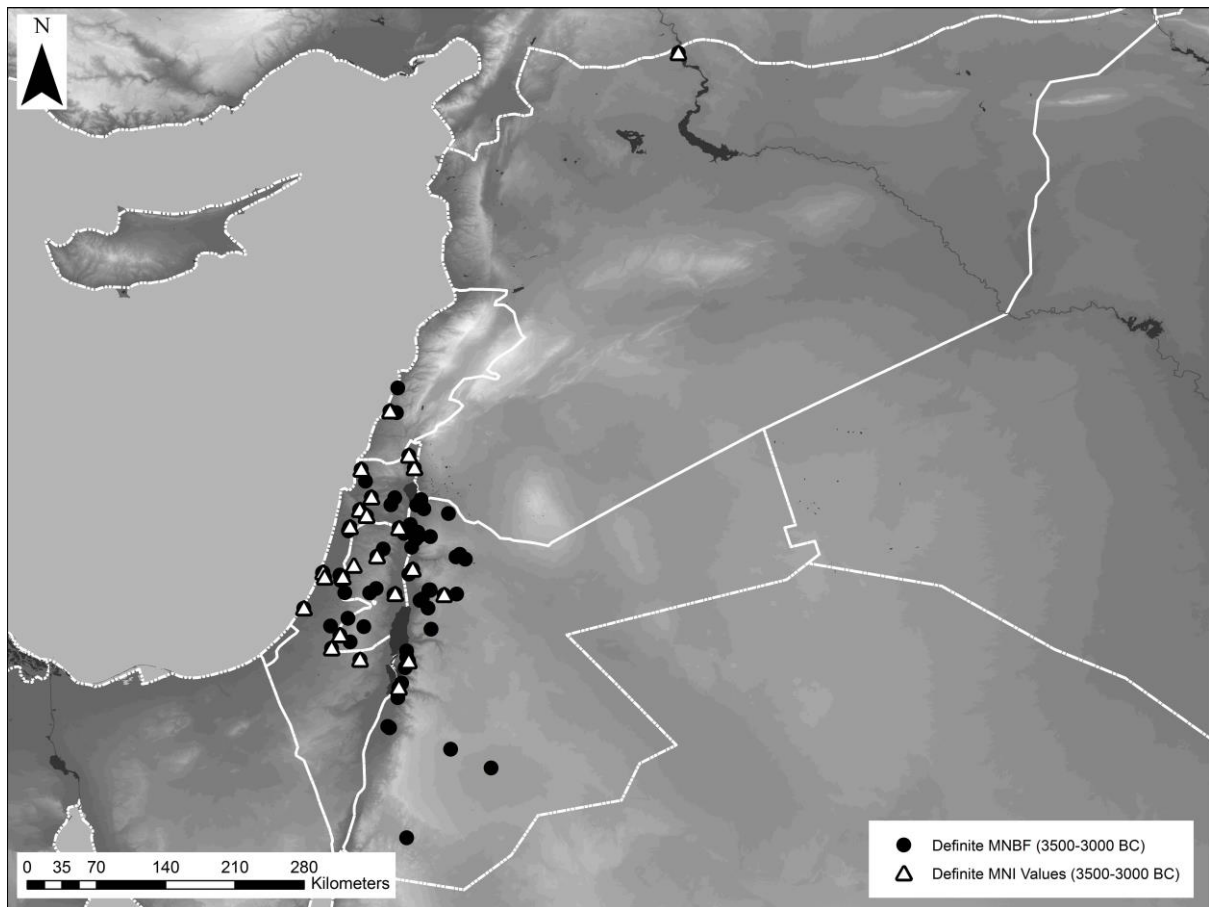 N
Definite MNBF (3500-3000 BC)
Definite MNI Values (3500-3000 BC)
0 35 70 140 210 280
Kilometers